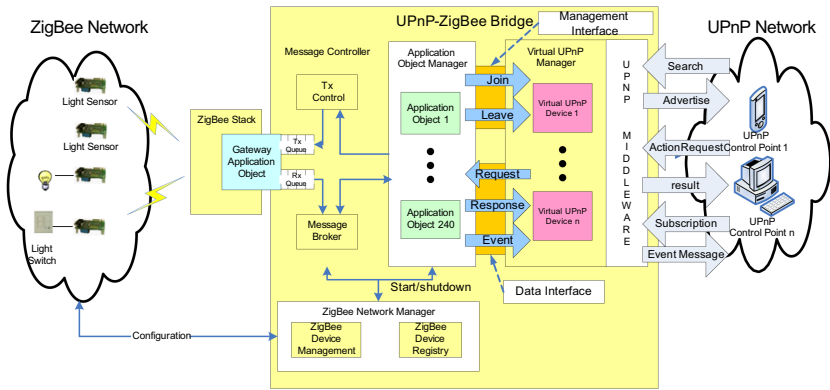 ZigBee Network
UPnP-ZigBee Bridge
Management
Interface
UPnP Network
Light Sensor
Light Sensor
Light
Switch
ZigBee Stack
Gateway
Application
Object
Tx
Queue
Rx
Queue
Message Controller
Tx
Control
Message
Broker
Application
Object Manager
Application
Object 1
Application
Object 240
Join
Leave
Request
Response
Event
Virtual UPnP
Manager
Virtual UPnP
Device 1
Virtual UPnP
Device n
UPNP MIDDLEWARE
Search
Advertise
ActionRequest
result
Subscription
Event Message
UPnP
Control Point 1
UPnP
Control Point n
Start/shutdown
Data Interface
ZigBee Network Manager
ZigBee
Device
Management
ZigBee
Device
Registry
Configuration